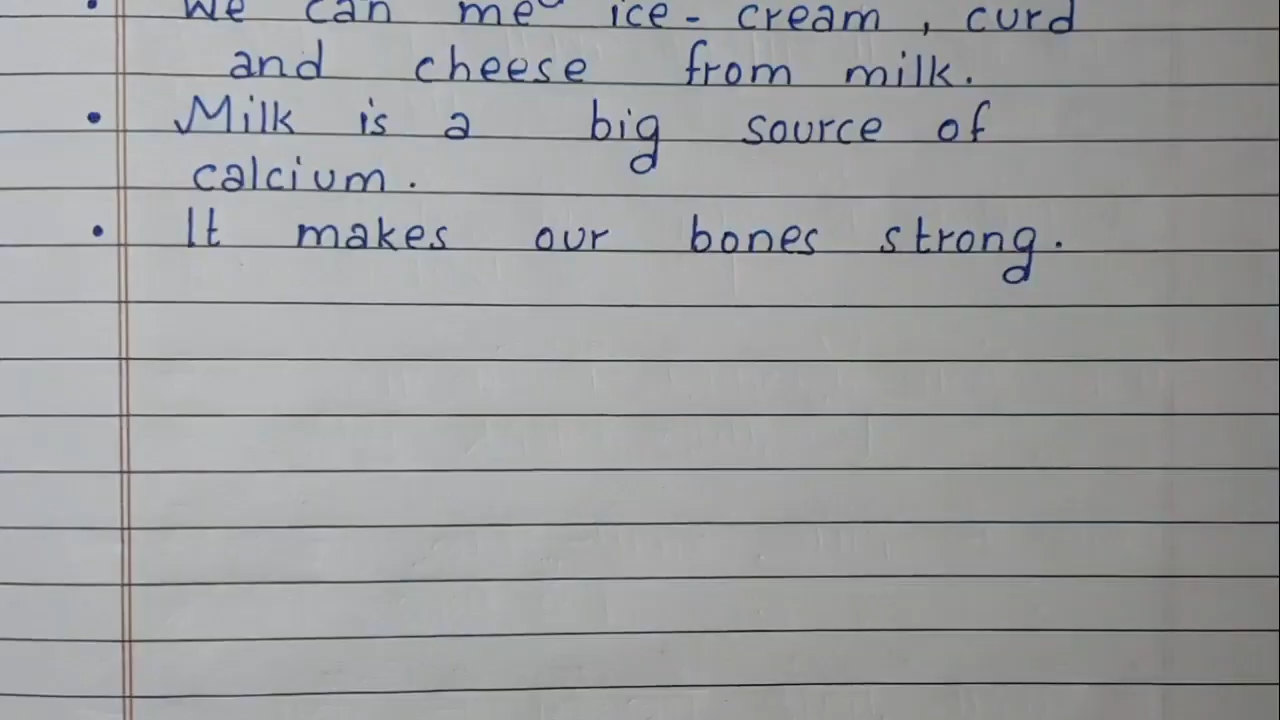 • We can me ice-cream, curd
and cheese from milk.
• Milk is a big source of
calcium.
• It makes our bones strong.